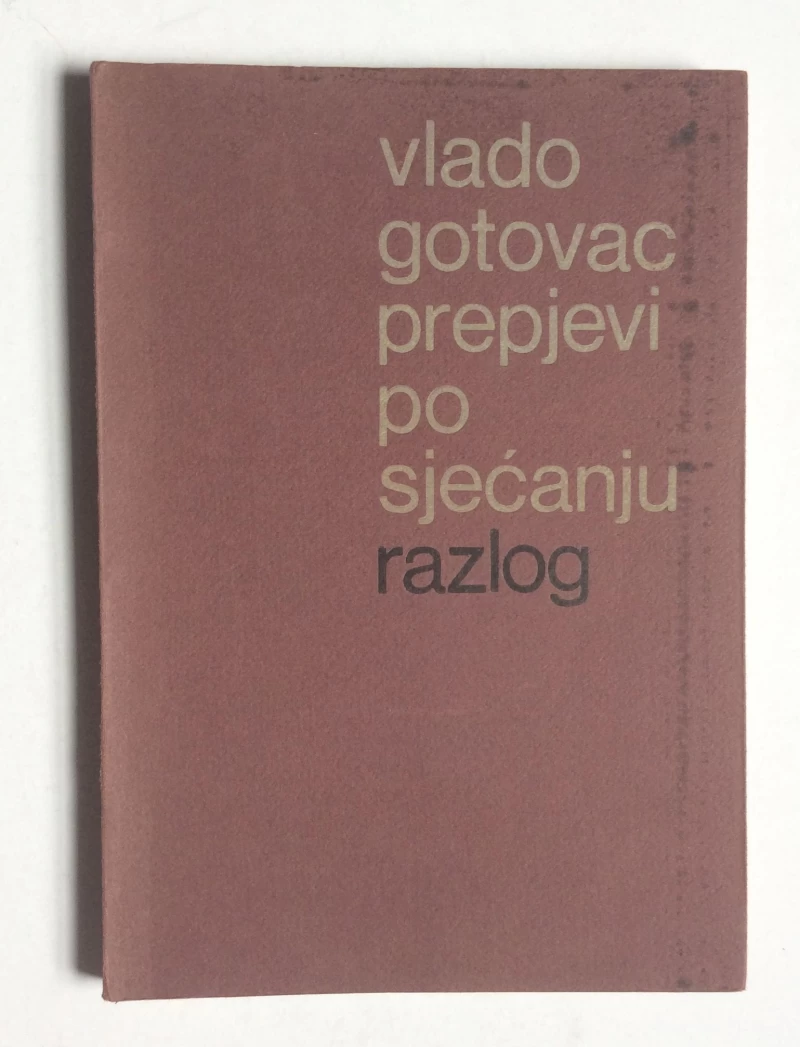 vlado
gotovac
prepjevi
po
sjećanju
razlog